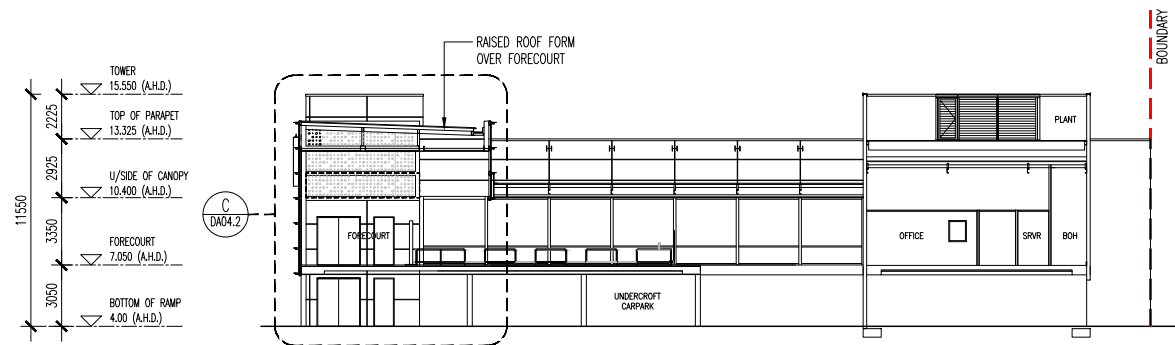 BOUNDARY
RAISED ROOF FORM
OVER FORECOURT
TOWER
15.550 (A.H.D.)
2225
TOP OF PARAPET
13.325 (A.H.D.)
PLANT
2925
U/SIDE OF CANOPY
10.400 (A.H.D.)
11550
C
DA04.2
3350
FORECOURT
OFFICE
SRVR
BOH
FORECOURT
7.050 (A.H.D.)
3050
UNDERCROFT
CARPARK
BOTTOM OF RAMP
4.00 (A.H.D.)